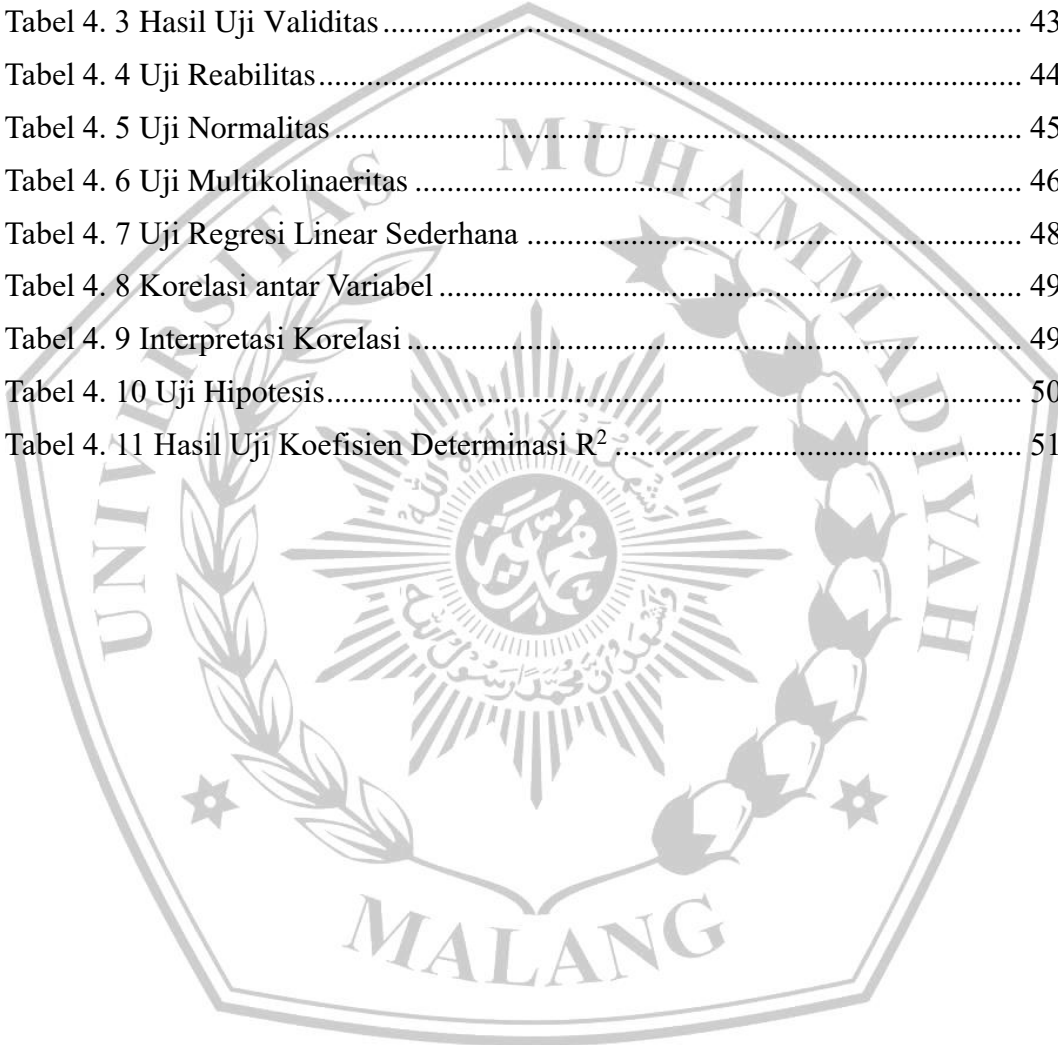 Tabel 4. 3 Hasil Uji Validitas ........................................................................................ 43
Tabel 4. 4 Uji Reabilitas ................................................................................................ 44
Tabel 4. 5 Uji Normalitas .............................................................................................. 45
Tabel 4. 6 Uji Multikolinaeritas .................................................................................... 46
Tabel 4. 7 Uji Regresi Linear Sederhana ...................................................................... 48
Tabel 4. 8 Korelasi antar Variabel ................................................................................. 49
Tabel 4. 9 Interpretasi Korelasi ..................................................................................... 49
Tabel 4. 10 Uji Hipotesis ............................................................................................... 50
Tabel 4. 11 Hasil Uji Koefisien Determinasi R² ........................................................... 51
UNIVERSITAS MUHAMMADIYAH
MALANG